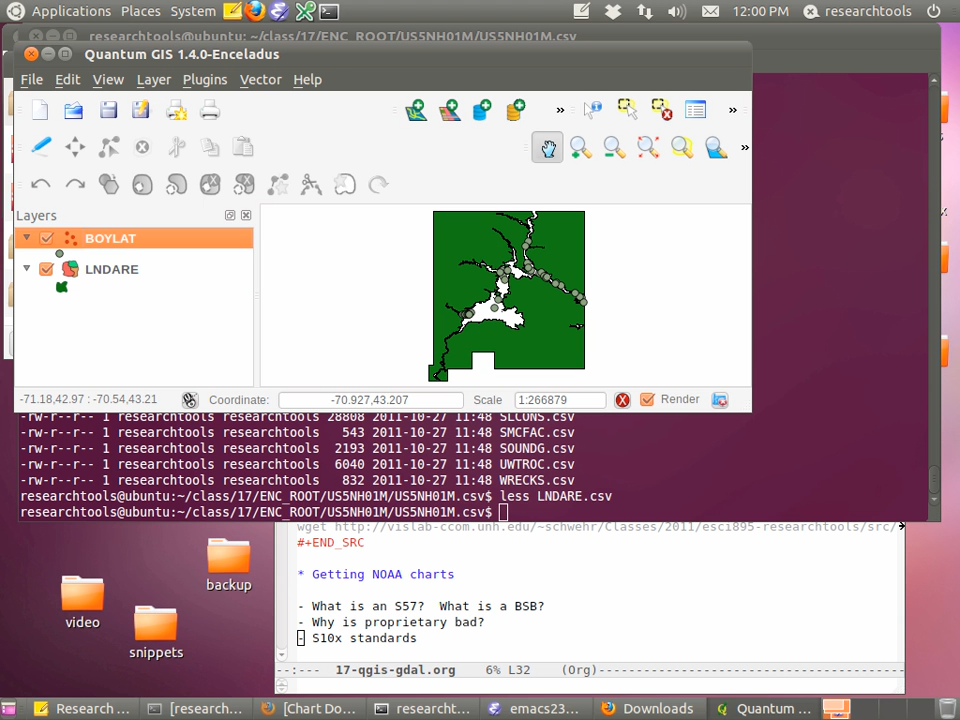 Applications Places System 12:00 PM researchtools
researchtools@ubuntu: ~/class/17/ENC_ROOT/US5NH01M/US5NH01M.csv
Quantum GIS 1.4.0-Enceladus
File Edit View Layer Plugins Vector Help
» »
»
Layers
BOYLAT
LNDARE
-71.18,42.97 : -70.54,43.21 Coordinate: -70.927,43.207 Scale 1:266879 Render
-rw-r--r-- 1 researchtools researchtools 28808 2011-10-27 11:48 SLCONS.csv
-rw-r--r-- 1 researchtools researchtools 543 2011-10-27 11:48 SMCFAC.csv
-rw-r--r-- 1 researchtools researchtools 2193 2011-10-27 11:48 SOUNDG.csv
-rw-r--r-- 1 researchtools researchtools 6040 2011-10-27 11:48 UWTROC.csv
-rw-r--r-- 1 researchtools researchtools 832 2011-10-27 11:48 WRECKS.csv
researchtools@ubuntu:~/class/17/ENC_ROOT/US5NH01M/US5NH01M.csv$ less LNDARE.csv
researchtools@ubuntu:~/class/17/ENC_ROOT/US5NH01M/US5NH01M.csv$
wget http://vislab-ccom.unh.edu/~schwehr/Classes/2011/esci895-researchtools/src/
#+END_SRC
* Getting NOAA charts
- What is an S57? What is a BSB?
- Why is proprietary bad?
- S10x standards
-:--- 17-qgis-gdal.org 6% L32 (Org)
backup
video
snippets
Research ... [research... [Chart Do... researcht... emacs23... Downloads Quantum ...